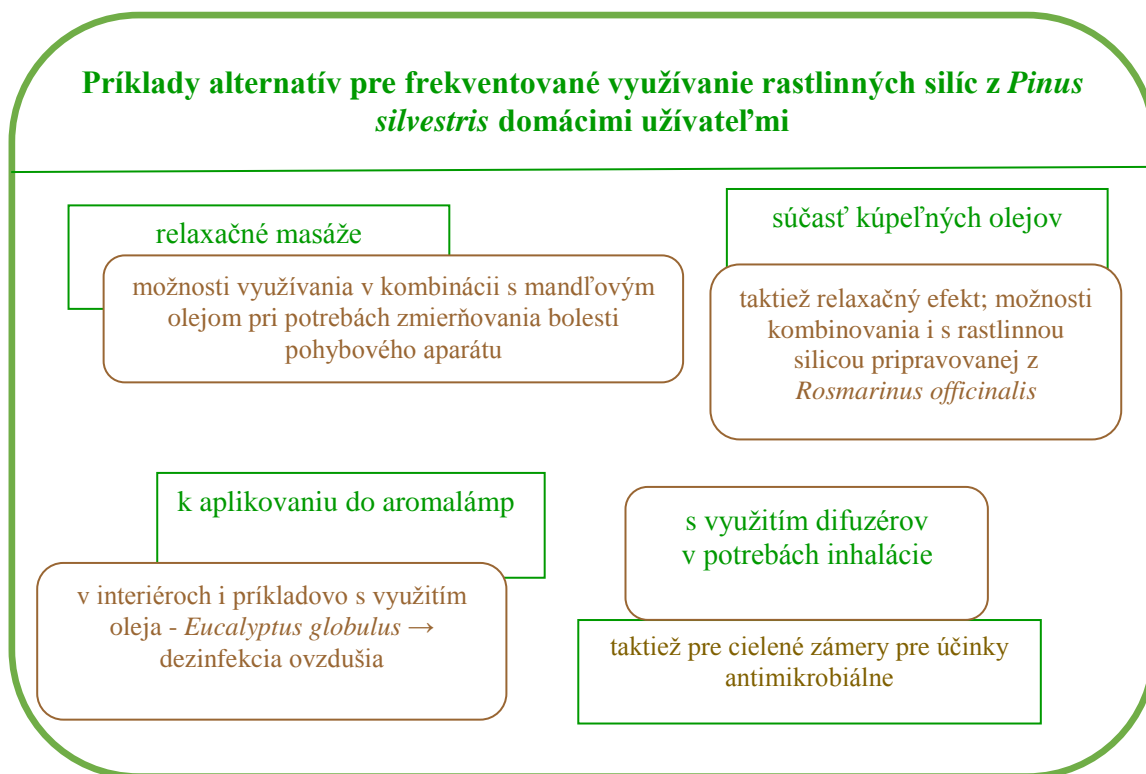 Príklady alternatív pre frekventované využívanie rastlinných silíc z Pinus
silvestris domácimi užívateľmi
relaxačné masáže
možnosti využívania v kombinácii s mandľovým
olejom pri potrebách zmierňovania bolesti
pohybového aparátu
súčasť kúpeľných olejov
taktiež relaxačný efekt; možnosti
kombinovania i s rastlinnou
silicou pripravovanej z
Rosmarinus officinalis
k aplikovaniu do aromalámp
v interiéroch i príkladovo s využitím
oleja - Eucalyptus globulus →
dezinfekcia ovzdušia
s využitím difuzérov
v potrebách inhalácie
taktiež pre cielené zámery pre účinky
antimikrobiálne